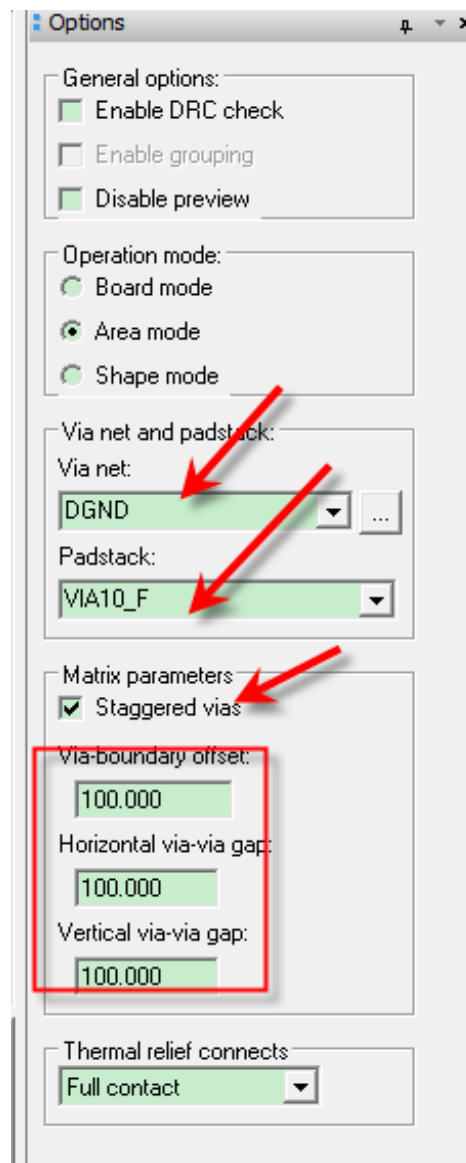 Options
General options:
Enable DRC check
Enable grouping
Disable preview
Operation mode:
Board mode
Area mode
Shape mode
Via net and padstack:
Via net:
DGND
...
Padstack:
VIA10_F
Matrix parameters
Staggered vias
Via-boundary offset:
100.000
Horizontal via-via gap:
100.000
Vertical via-via gap:
100.000
Thermal relief connects
Full contact